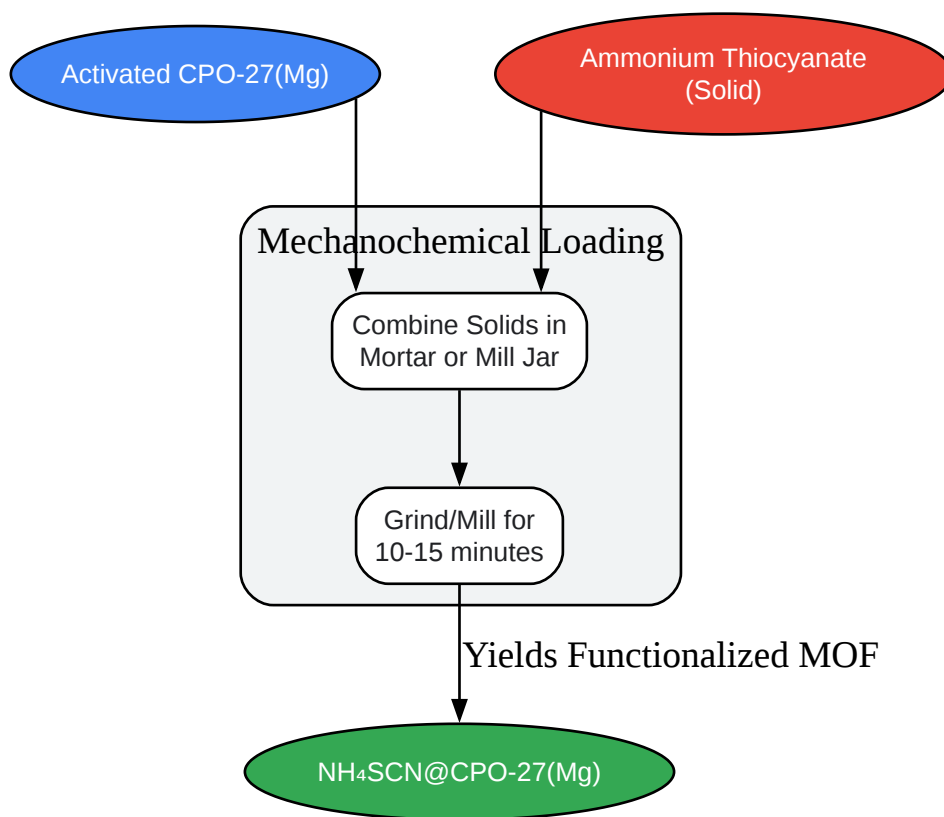 Activated CPO-27(Mg)
Ammonium Thiocyanate
(Solid)
Mechanochemical Loading
Combine Solids in
Mortar or Mill Jar
Grind/Mill for
10-15 minutes
Yields Functionalized MOF
NH₄SCN@CPO-27(Mg)